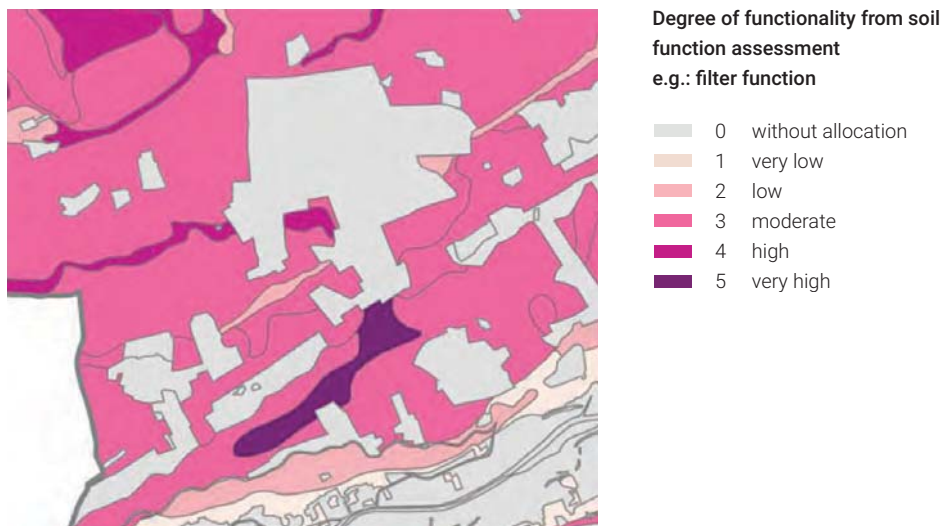 Degree of functionality from soil
function assessment
e.g.: filter function
0 without allocation
1 very low
2 low
3 moderate
4 high
5 very high